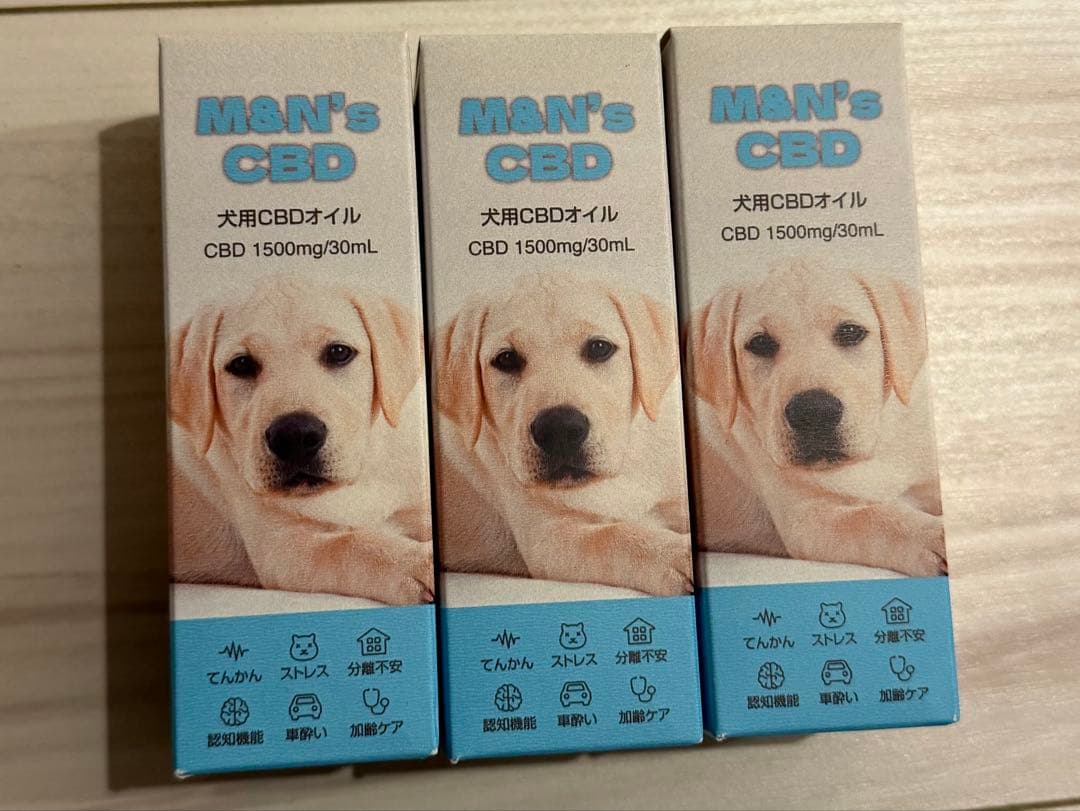 M&N's
CBD
犬用CBDオイル
CBD 1500mg/30mL
てんかん
ストレス
分離不安
認知機能
車酔い
加齢ケア
M&N's
CBD
犬用CBDオイル
CBD 1500mg/30mL
てんかん
ストレス
分離不安
認知機能
車酔い
加齢ケア
M&N's
CBD
犬用CBDオイル
CBD 1500mg/30mL
てんかん
ストレス
分離不安
認知機能
車酔い
加齢ケア